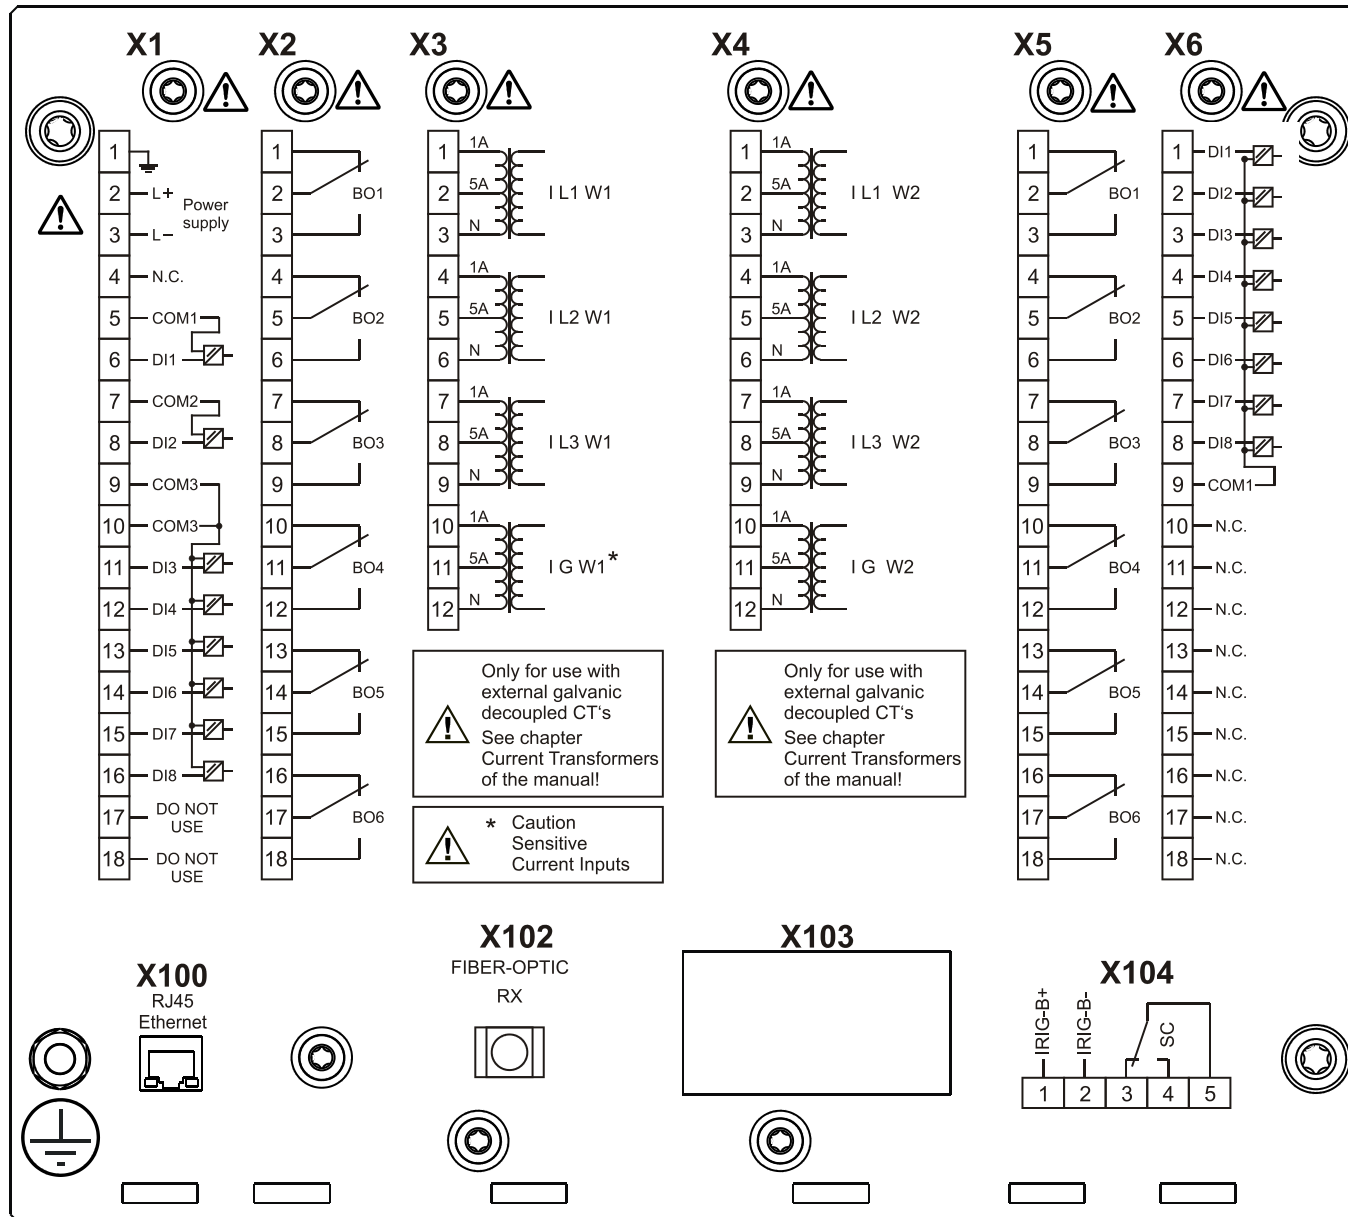 X1
X2
X3
X4
X5
X6
1
2 L+ Power
supply
3 L–
4 N.C.
5 COM1
6 DI1
7 COM2
8 DI2
9 COM3
10 COM3
11 DI3
12 DI4
13 DI5
14 DI6
15 DI7
16 DI8
17 DO NOT
USE
18 DO NOT
USE
1
2 BO1
3
4
5 BO2
6
7
8 BO3
9
10
11 BO4
12
13
14 BO5
15
16
17 BO6
18
1 1A
2 5A I L1 W1
3 N
4 1A
5 5A I L2 W1
6 N
7 1A
8 5A I L3 W1
9 N
10 1A
11 5A I G W1*
12 N
Only for use with
external galvanic
decoupled CT‘s
See chapter
Current Transformers
of the manual!
* Caution
Sensitive
Current Inputs
1 1A
2 5A I L1 W2
3 N
4 1A
5 5A I L2 W2
6 N
7 1A
8 5A I L3 W2
9 N
10 1A
11 5A I G W2
12 N
Only for use with
external galvanic
decoupled CT‘s
See chapter
Current Transformers
of the manual!
1
2 BO1
3
4
5 BO2
6
7
8 BO3
9
10
11 BO4
12
13
14 BO5
15
16
17 BO6
18
1 DI1
2 DI2
3 DI3
4 DI4
5 DI5
6 DI6
7 DI7
8 DI8
9 COM1
10 N.C.
11 N.C.
12 N.C.
13 N.C.
14 N.C.
15 N.C.
16 N.C.
17 N.C.
18 N.C.
X100
RJ45
Ethernet
X102
FIBER-OPTIC
RX
X103
X104
IRIG-B+
IRIG-B-
SC
1 2 3 4 5